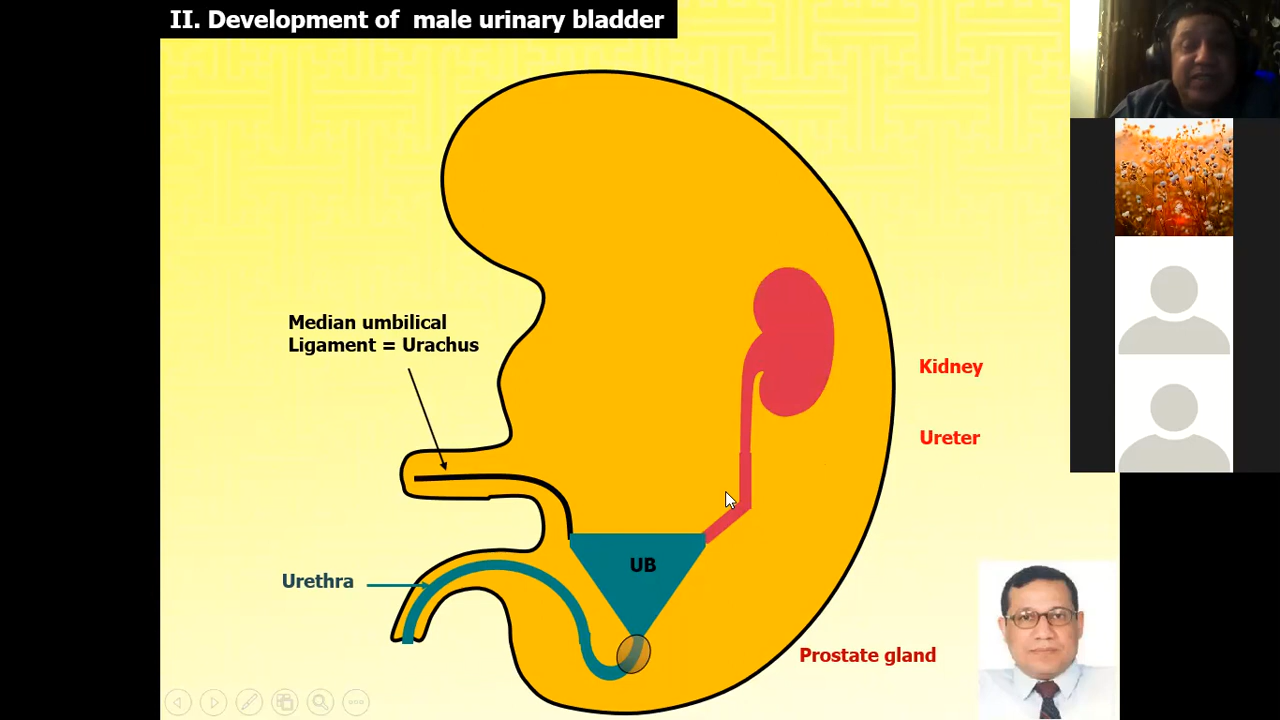 II. Development of male urinary bladder
Median umbilical
Ligament = Urachus
Kidney
Ureter
UB
Urethra
Prostate gland